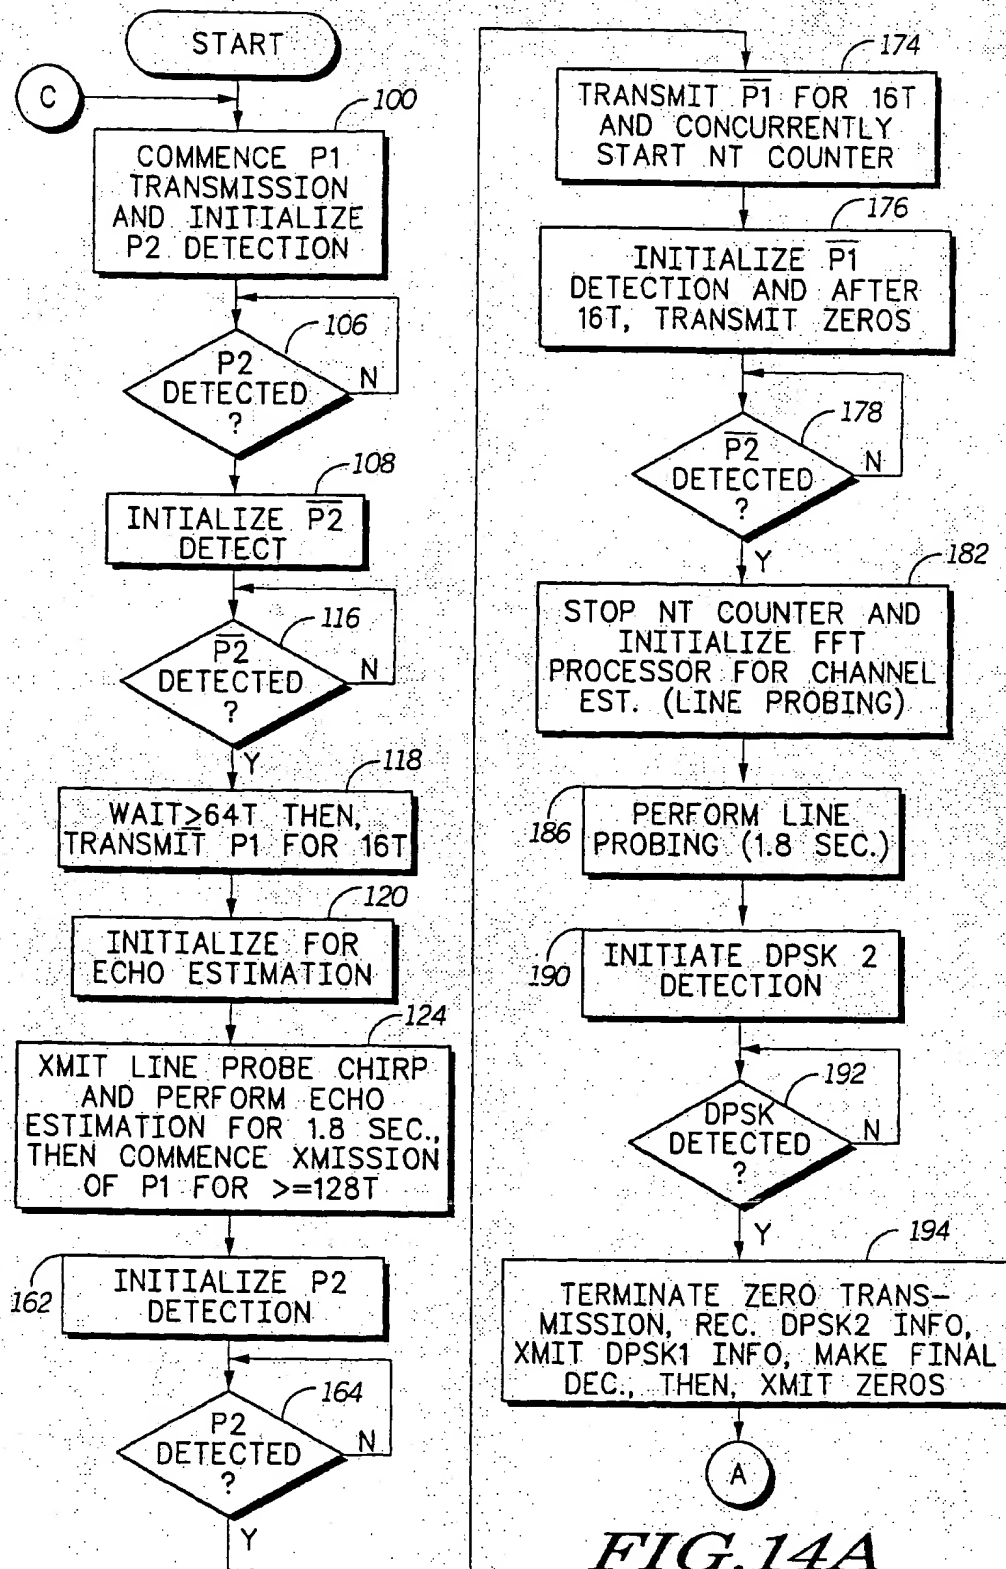 START
C
100
COMMENCE P1
TRANSMISSION
AND INITIALIZE
P2 DETECTION
106
P2
DETECTED
?
N
108
INTIALIZE P̅2̅
DETECT
116
P̅2̅
DETECTED
?
N
Y
118
WAIT≥64T THEN,
TRANSMIT P̅1̅ FOR 16T
120
INITIALIZE FOR
ECHO ESTIMATION
124
XMIT LINE PROBE CHIRP
AND PERFORM ECHO
ESTIMATION FOR 1.8 SEC.,
THEN COMMENCE XMISSION
OF P1 FOR >=128T
162
INITIALIZE P2
DETECTION
164
P2
DETECTED
?
N
Y
174
TRANSMIT P̅1̅ FOR 16T
AND CONCURRENTLY
START NT COUNTER
176
INITIALIZE P̅1̅
DETECTION AND AFTER
16T, TRANSMIT ZEROS
178
P̅2̅
DETECTED
?
N
Y
182
STOP NT COUNTER AND
INITIALIZE FFT
PROCESSOR FOR CHANNEL
EST. (LINE PROBING)
186
PERFORM LINE
PROBING (1.8 SEC.)
190
INITIATE DPSK 2
DETECTION
192
DPSK
DETECTED
?
N
Y
194
TERMINATE ZERO TRANS-
MISSION, REC. DPSK2 INFO,
XMIT DPSK1 INFO, MAKE FINAL
DEC., THEN, XMIT ZEROS
A
FIG.14A